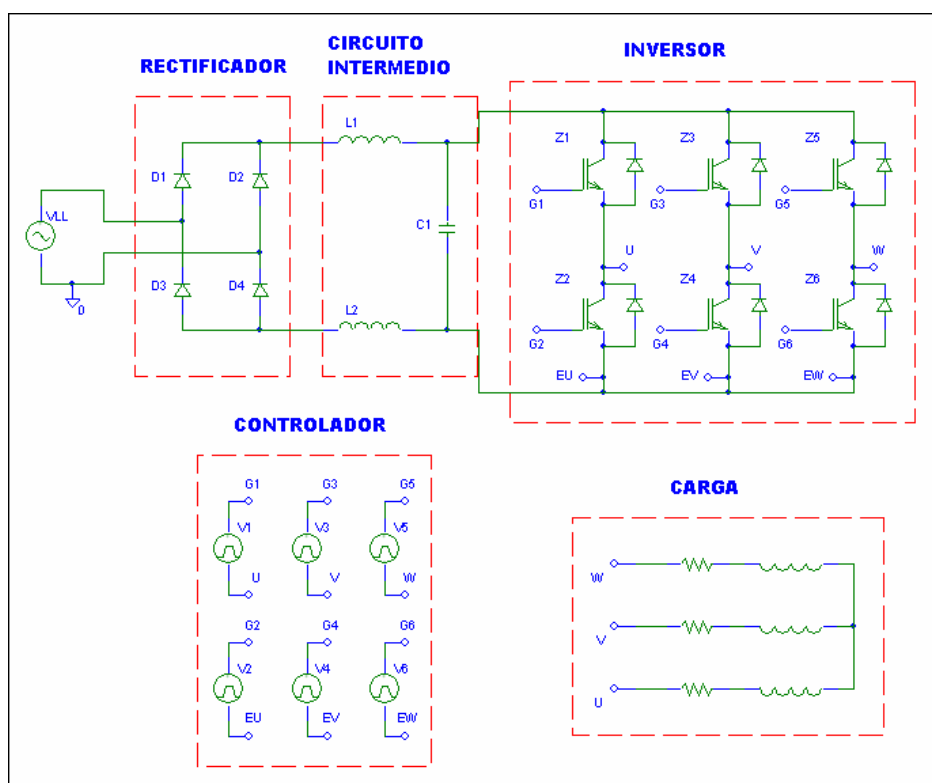 CIRCUITO
INTERMEDIO
RECTIFICADOR
INVERSOR
L1
Z1
Z3
Z5
D1
D2
G1
G3
G5
VLL
C1
U
V
W
0
D3
D4
Z2
Z4
Z6
L2
G2
G4
G6
EU
EV
EW
CONTROLADOR
G1
G3
G5
V1
V3
V5
U
V
W
G2
G4
G6
V2
V4
V6
EU
EV
EW
CARGA
W
V
U